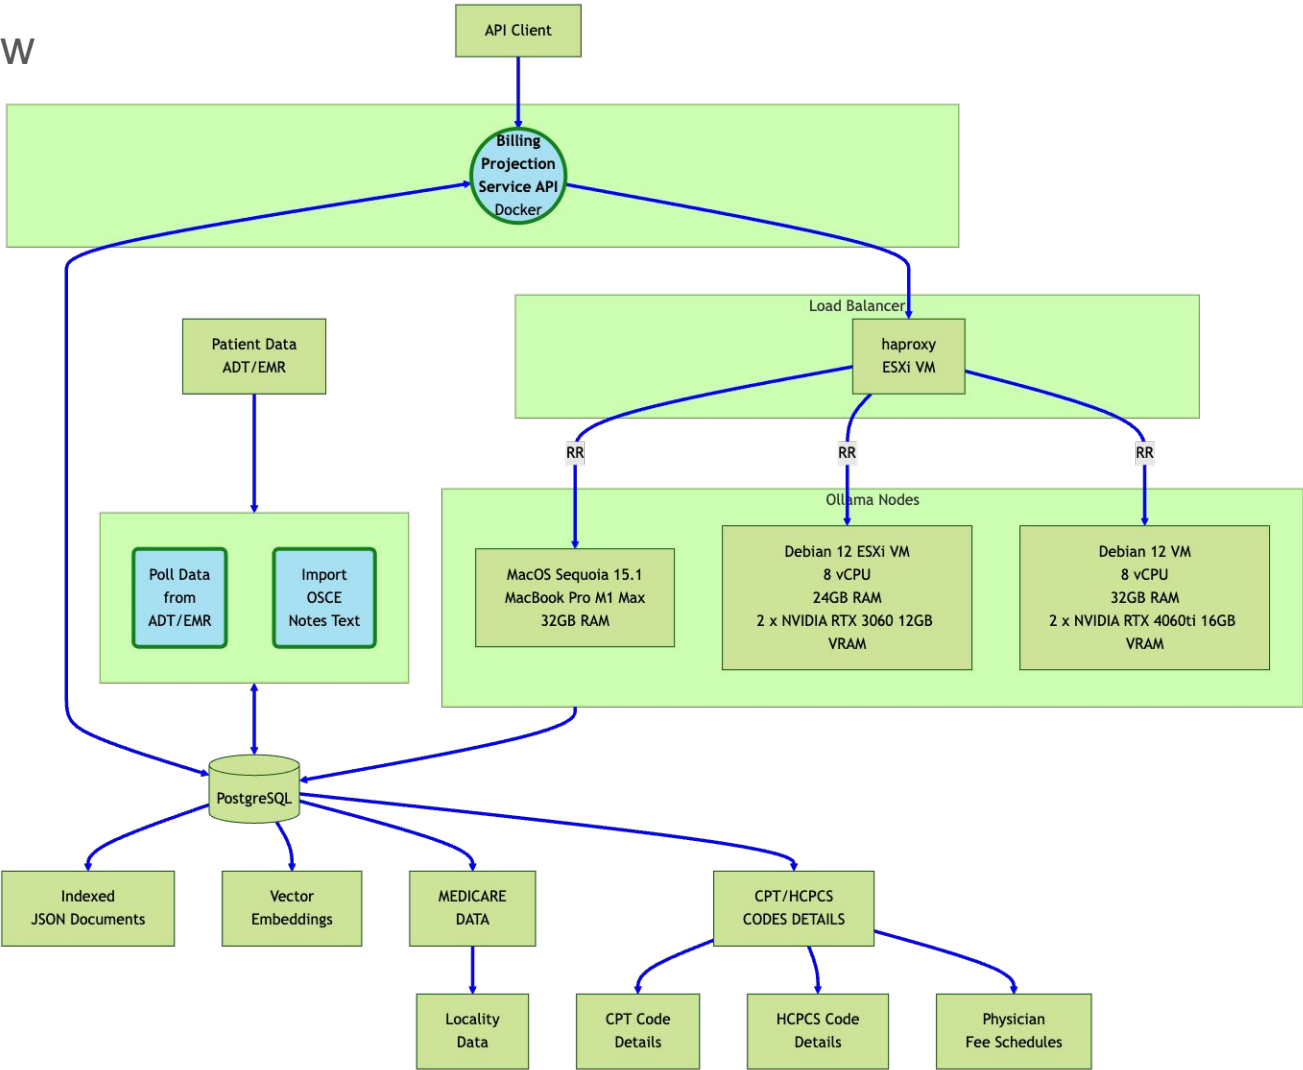 w
API Client
Billing
Projection
Service API
Docker
Load Balancer
haproxy
ESXi VM
Patient Data
ADT/EMR
RR
RR
RR
Ollama Nodes
Poll Data
from
ADT/EMR
Import
OSCE
Notes Text
MacOS Sequoia 15.1
MacBook Pro M1 Max
32GB RAM
Debian 12 ESXi VM
8 vCPU
24GB RAM
2 x NVIDIA RTX 3060 12GB
VRAM
Debian 12 VM
8 vCPU
32GB RAM
2 x NVIDIA RTX 4060ti 16GB
VRAM
PostgreSQL
Indexed
JSON Documents
Vector
Embeddings
MEDICARE
DATA
CPT/HCPCS
CODES DETAILS
Locality
Data
CPT Code
Details
HCPCS Code
Details
Physician
Fee Schedules